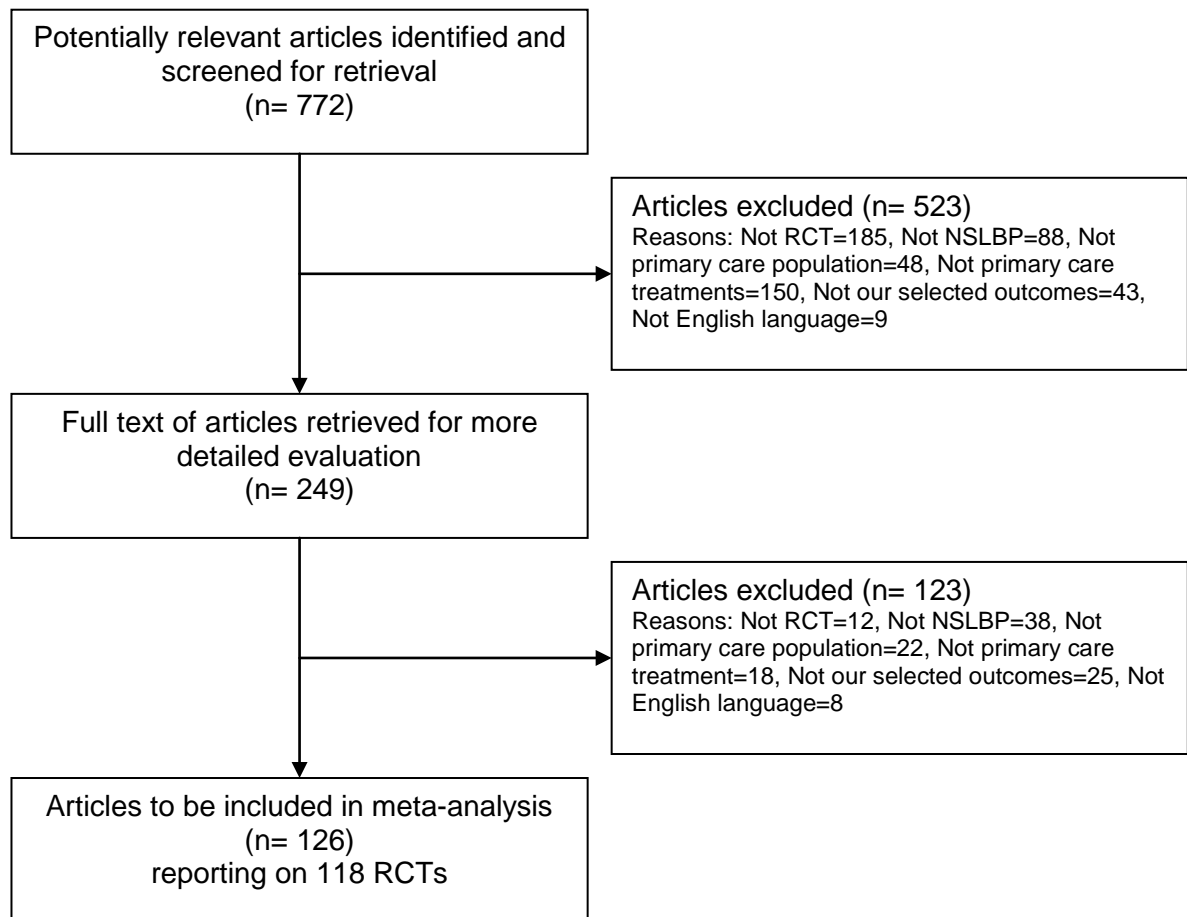 Potentially relevant articles identified and
screened for retrieval
(n= 772)
Articles excluded (n= 523)
Reasons: Not RCT=185, Not NSLBP=88, Not
primary care population=48, Not primary care
treatments=150, Not our selected outcomes=43,
Not English language=9
Full text of articles retrieved for more
detailed evaluation
(n= 249)
Articles excluded (n= 123)
Reasons: Not RCT=12, Not NSLBP=38, Not
primary care population=22, Not primary care
treatment=18, Not our selected outcomes=25, Not
English language=8
Articles to be included in meta-analysis
(n= 126)
reporting on 118 RCTs